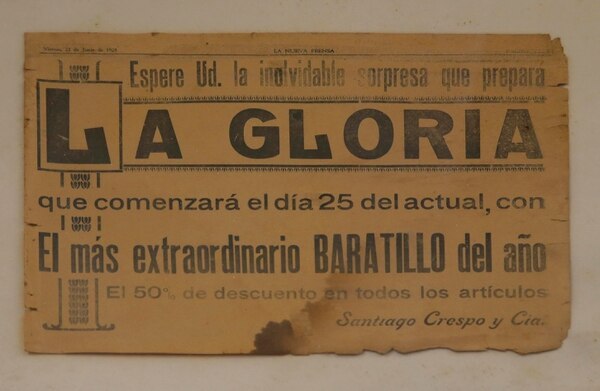 LA NUEVA PRENSA
Espere Ud. la inolvidable sorpresa que prepara
LA GLORIA
que comenzará el día 25 del actual, con
El más extraordinario BARATILLO del año
El 50% de descuento en todos los artículos
Santiago Crespo y Cía.